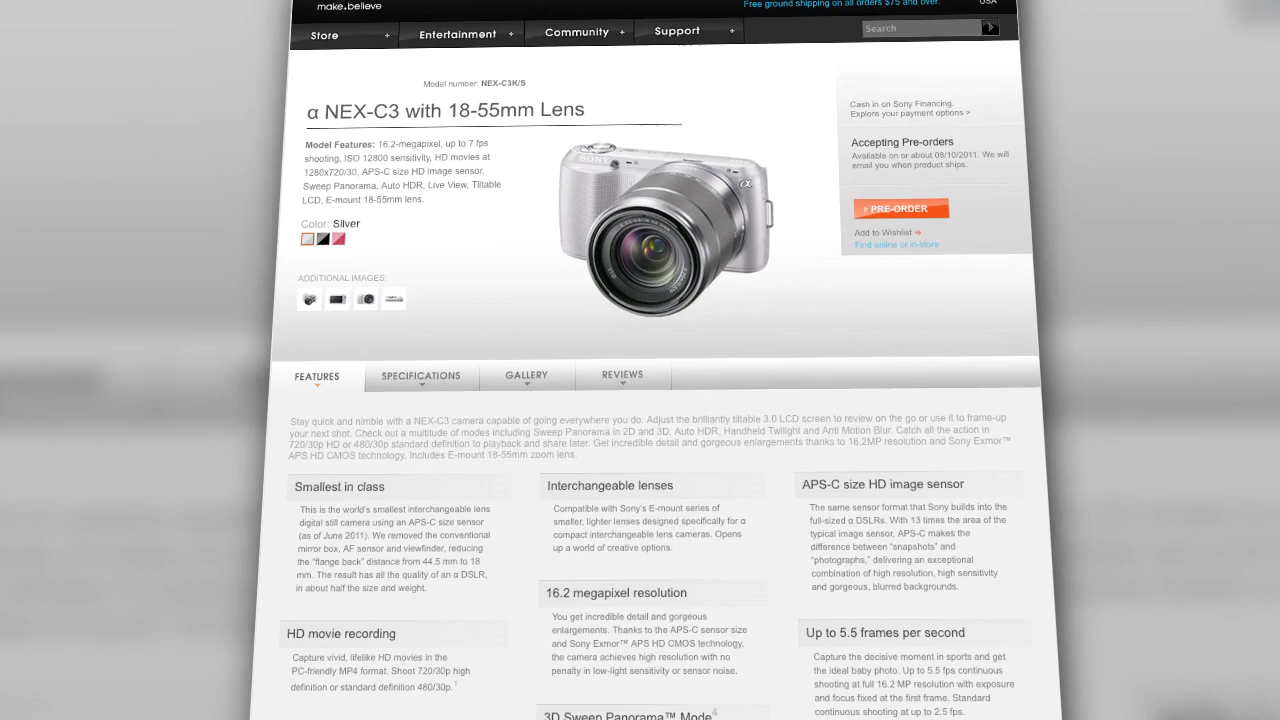 make.believe
Free ground shipping on all orders $75 and over.
USA
Store +
Entertainment +
Community +
Support +
Search
Model number: NEX-C3K/S
α NEX-C3 with 18-55mm Lens
Model Features: 16.2-megapixel, up to 7 fps
shooting, ISO 12800 sensitivity, HD movies at
1280x720/30, APS-C size HD image sensor,
Sweep Panorama, Auto HDR, Live View, Tiltable
LCD, E-mount 18-55mm lens.
Color: Silver
ADDITIONAL IMAGES:
SONY
α
Cash in on Sony Financing.
Explore your payment options >
Accepting Pre-orders
Available on or about 08/10/2011. We will
email you when product ships.
» PRE-ORDER
Add to Wishlist
Find online or in-store
FEATURES
SPECIFICATIONS
GALLERY
REVIEWS
Stay quick and nimble with a NEX-C3 camera capable of going everywhere you do. Adjust the brilliantly tiltable 3.0 LCD screen to review on the go or use it to frame-up
your next shot. Check out a multitude of modes including Sweep Panorama in 2D and 3D, Auto HDR, Handheld Twilight and Anti Motion Blur. Catch all the action in
720/30p HD or 480/30p standard definition to playback and share later. Get incredible detail and gorgeous enlargements thanks to 16.2MP resolution and Sony Exmor™
APS HD CMOS technology. Includes E-mount 18-55mm zoom lens.
Smallest in class
This is the world's smallest interchangeable lens
digital still camera using an APS-C size sensor
(as of June 2011). We removed the conventional
mirror box, AF sensor and viewfinder, reducing
the "flange back" distance from 44.5 mm to 18
mm. The result has all the quality of an α DSLR,
in about half the size and weight.
HD movie recording
Capture vivid, lifelike HD movies in the
PC-friendly MP4 format. Shoot 720/30p high
definition or standard definition 480/30p.¹
Interchangeable lenses
Compatible with Sony's E-mount series of
smaller, lighter lenses designed specifically for α
compact interchangeable lens cameras. Opens
up a world of creative options.
16.2 megapixel resolution
You get incredible detail and gorgeous
enlargements. Thanks to the APS-C sensor size
and Sony Exmor™ APS HD CMOS technology,
the camera achieves high resolution with no
penalty in low-light sensitivity or sensor noise.
3D Sweep Panorama™ Mode⁴
APS-C size HD image sensor
The same sensor format that Sony builds into the
full-sized α DSLRs. With 13 times the area of the
typical image sensor, APS-C makes the
difference between "snapshots" and
"photographs," delivering an exceptional
combination of high resolution, high sensitivity
and gorgeous, blurred backgrounds.
Up to 5.5 frames per second
Capture the decisive moment in sports and get
the ideal baby photo. Up to 5.5 fps continuous
shooting at full 16.2 MP resolution with exposure
and focus fixed at the first frame. Standard
continuous shooting at up to 2.5 fps.